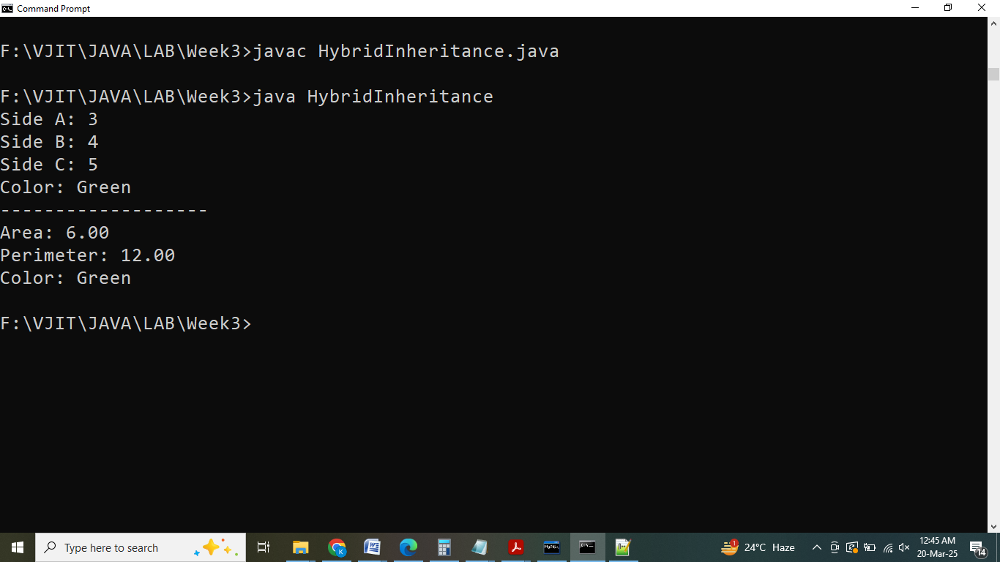 Command Prompt
F:\VJIT\JAVA\LAB\Week3>javac HybridInheritance.java
F:\VJIT\JAVA\LAB\Week3>java HybridInheritance
Side A: 3
Side B: 4
Side C: 5
Color: Green
-------------------
Area: 6.00
Perimeter: 12.00
Color: Green
F:\VJIT\JAVA\LAB\Week3>
Type here to search
1
24°C Haze
12:45 AM
20-Mar-25
14